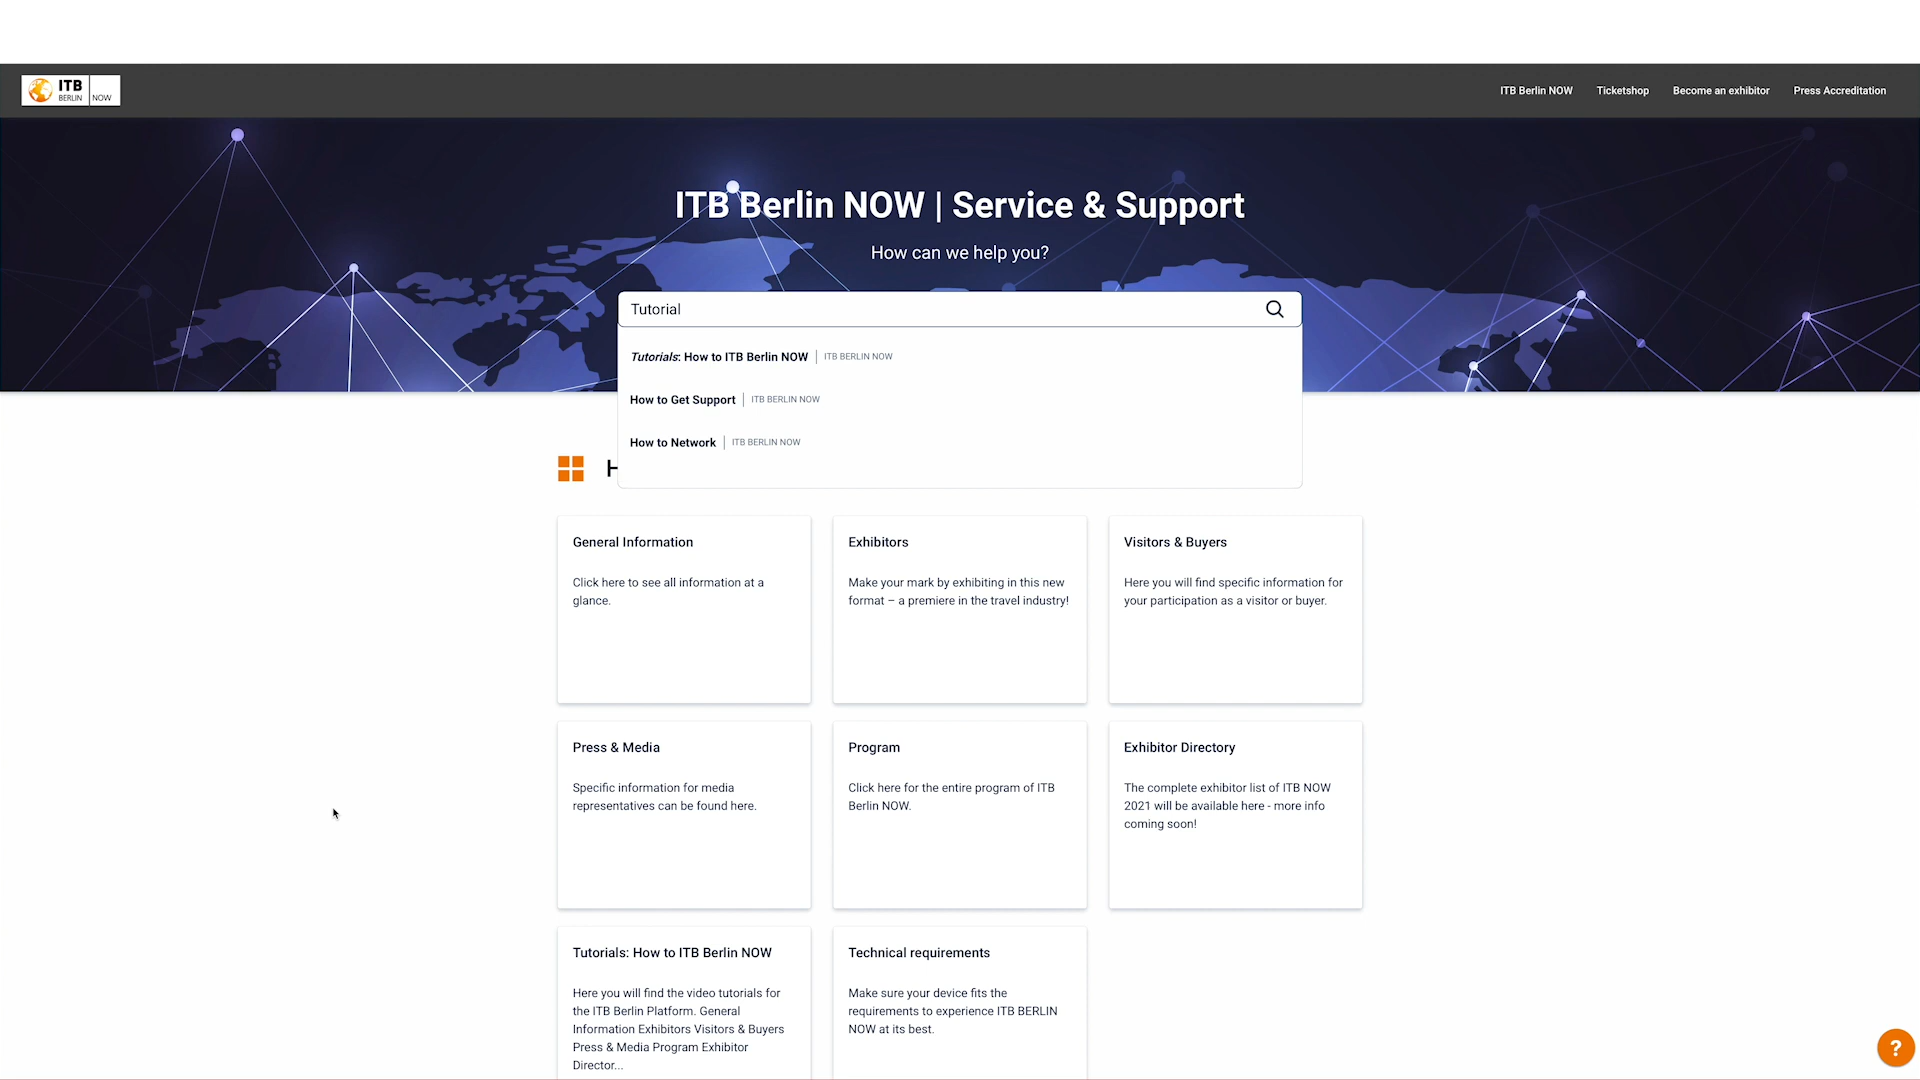 ITB
BERLIN
NOW
ITB Berlin NOW
Ticketshop
Become an exhibitor
Press Accreditation
ITB Berlin NOW | Service & Support
How can we help you?
Tutorial
Tutorials: How to ITB Berlin NOW | ITB BERLIN NOW
How to Get Support | ITB BERLIN NOW
How to Network | ITB BERLIN NOW
General Information
Click here to see all information at a
glance.
Exhibitors
Make your mark by exhibiting in this new
format – a premiere in the travel industry!
Visitors & Buyers
Here you will find specific information for
your participation as a visitor or buyer.
Press & Media
Specific information for media
representatives can be found here.
Program
Click here for the entire program of ITB
Berlin NOW.
Exhibitor Directory
The complete exhibitor list of ITB NOW
2021 will be available here - more info
coming soon!
Tutorials: How to ITB Berlin NOW
Here you will find the video tutorials for
the ITB Berlin Platform. General
Information Exhibitors Visitors & Buyers
Press & Media Program Exhibitor
Director...
Technical requirements
Make sure your device fits the
requirements to experience ITB BERLIN
NOW at its best.
?